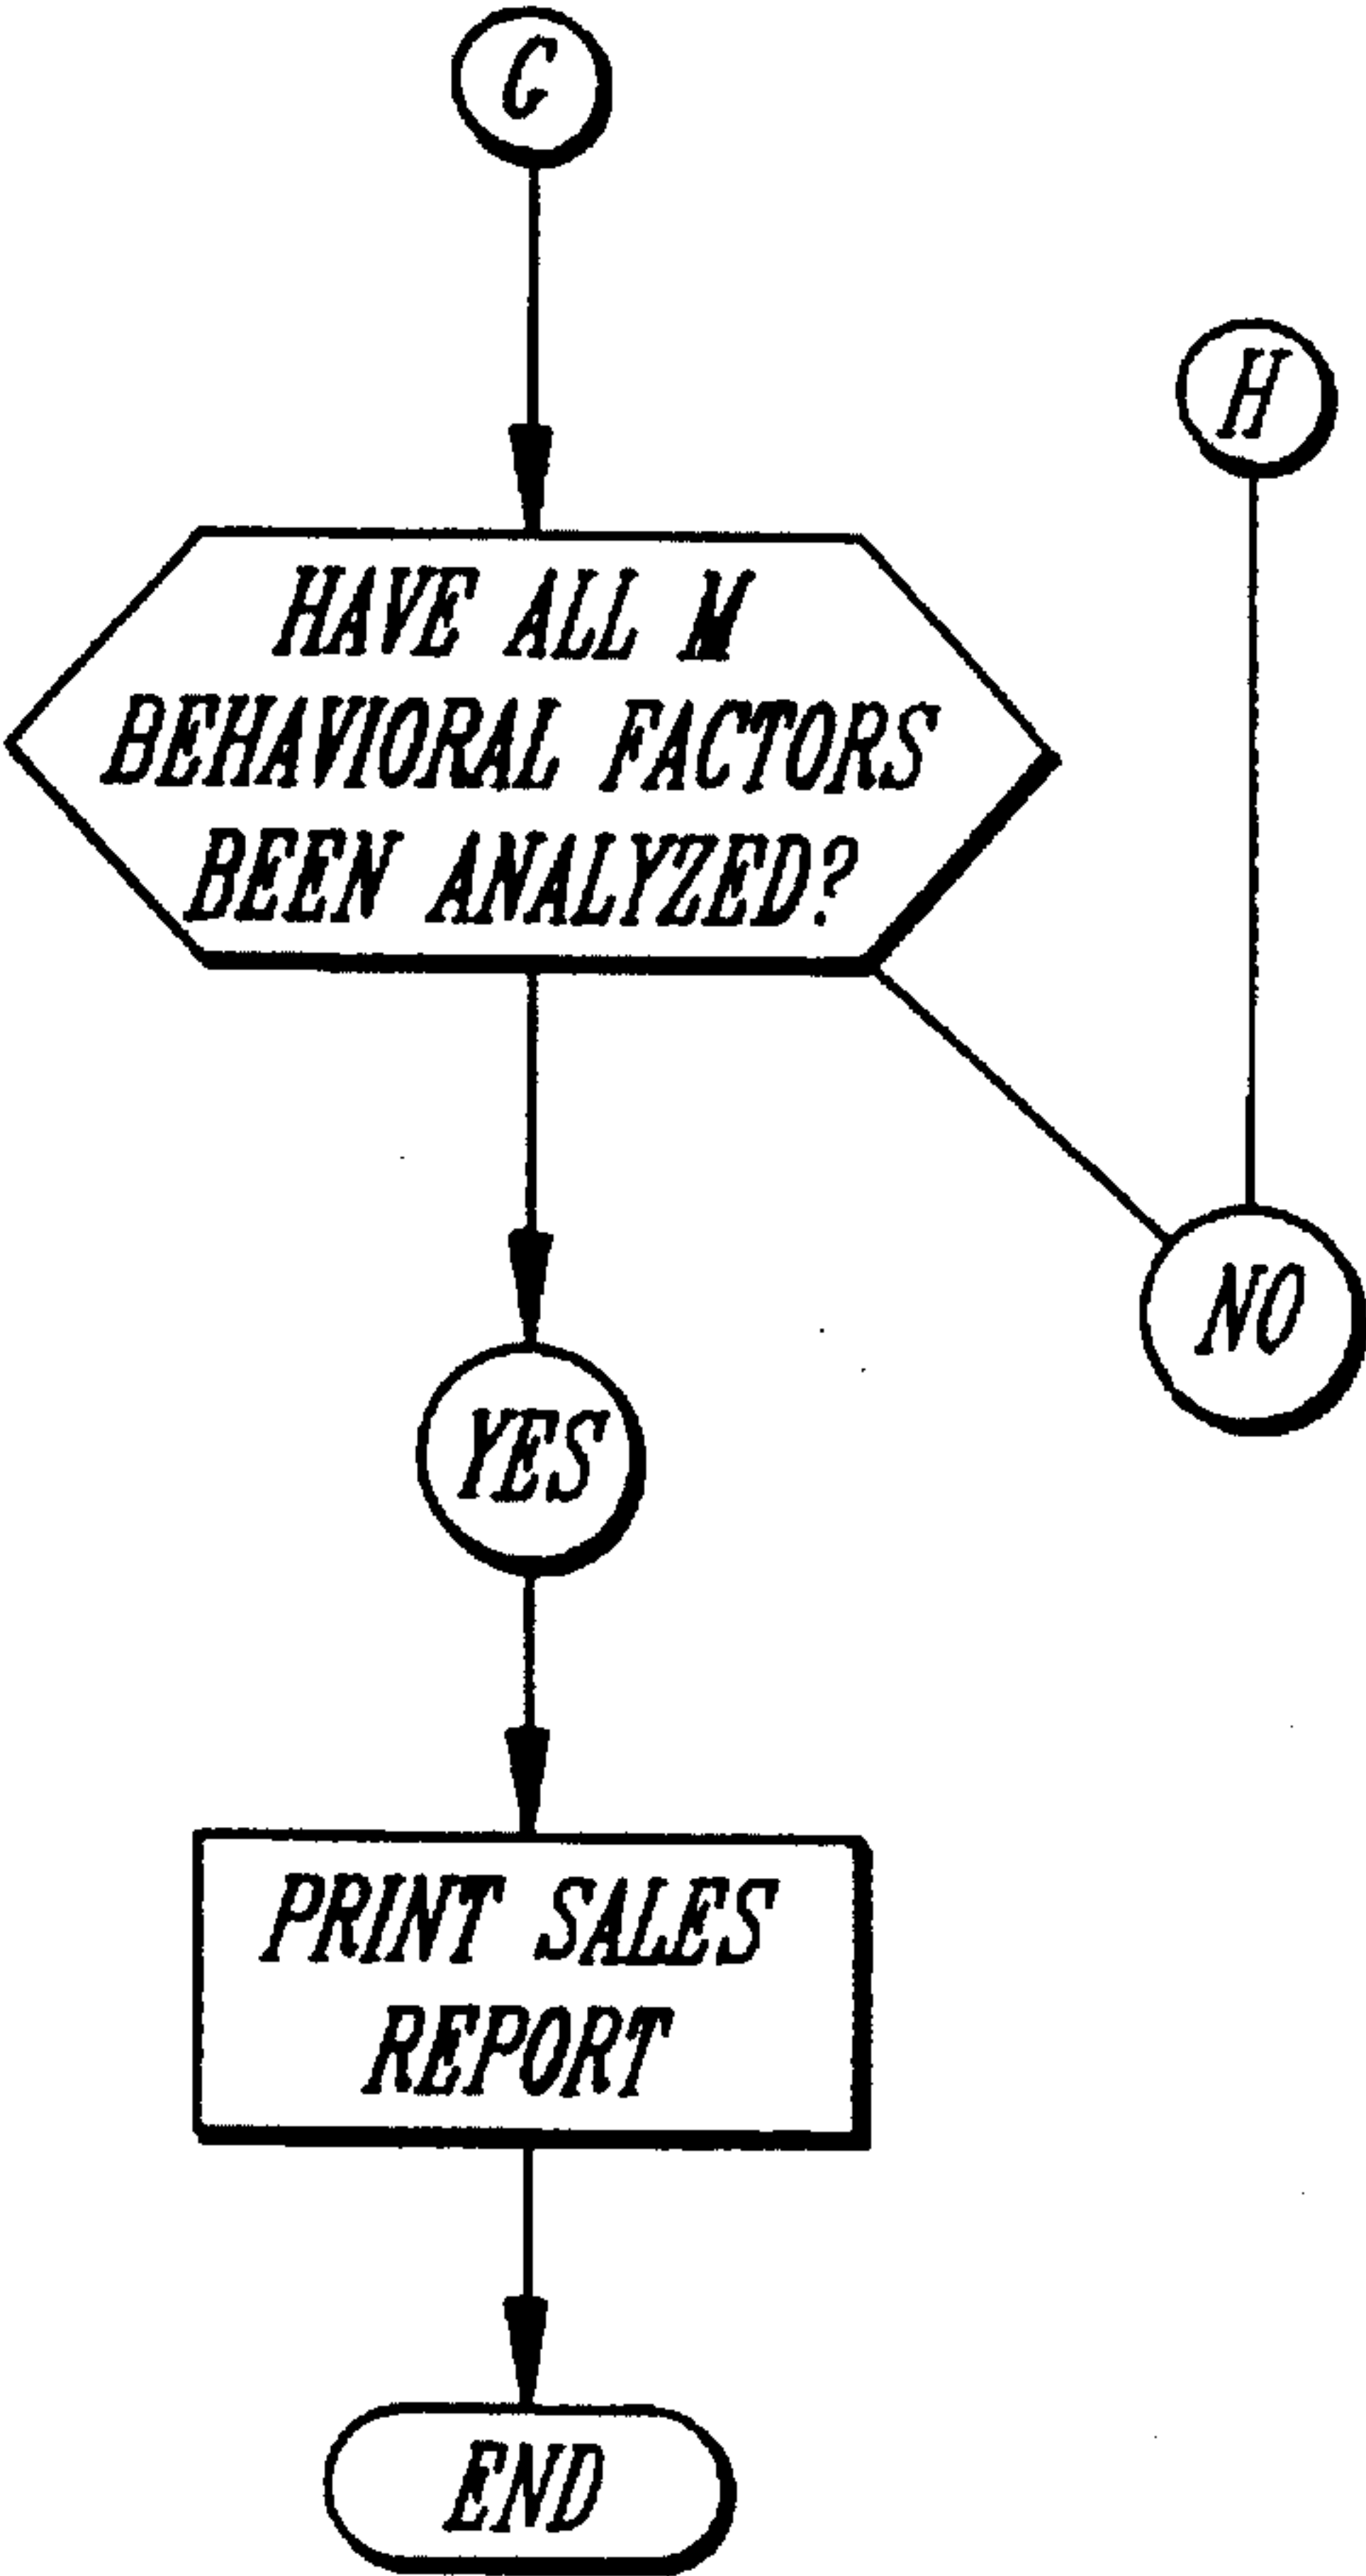 G
H
HAVE ALL M
BEHAVIORAL FACTORS
BEEN ANALYZED?
NO
YES
PRINT SALES
REPORT
END